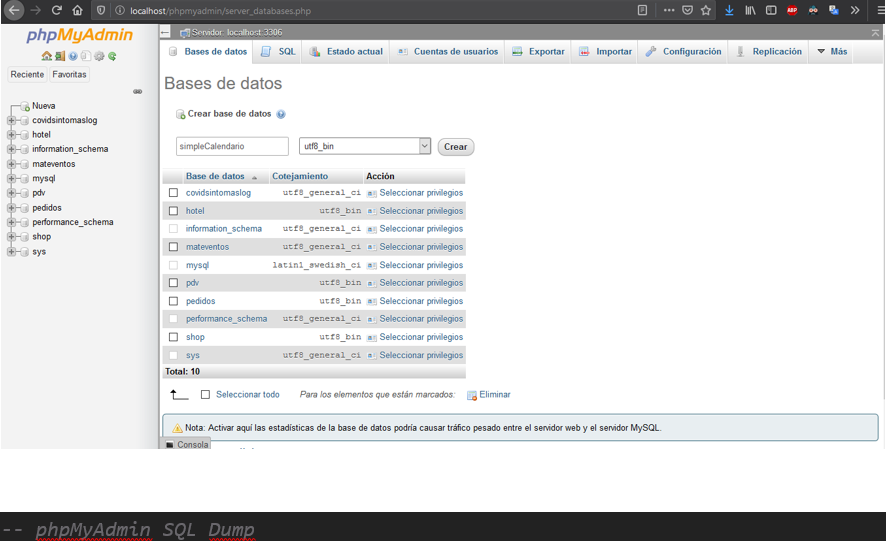 localhost/phpmyadmin/server_databases.php
phpMyAdmin
Reciente Favoritas
Nueva
covidsintomaslog
hotel
information_schema
mateventos
mysql
pdv
pedidos
performance_schema
shop
sys
Servidor: localhost:3306
Bases de datos SQL Estado actual Cuentas de usuarios Exportar Importar Configuración Replicación Más
Bases de datos
Crear base de datos
simpleCalendario utf8_bin Crear
Base de datos Cotejamiento Acción
covidsintomaslog utf8_general_ci Seleccionar privilegios
hotel utf8_bin Seleccionar privilegios
information_schema utf8_general_ci Seleccionar privilegios
mateventos utf8_general_ci Seleccionar privilegios
mysql latin1_swedish_ci Seleccionar privilegios
pdv utf8_bin Seleccionar privilegios
pedidos utf8_bin Seleccionar privilegios
performance_schema utf8_general_ci Seleccionar privilegios
shop utf8_bin Seleccionar privilegios
sys utf8_general_ci Seleccionar privilegios
Total: 10
Seleccionar todo Para los elementos que están marcados: Eliminar
Nota: Activar aquí las estadísticas de la base de datos podría causar tráfico pesado entre el servidor web y el servidor MySQL.
Consola
-- phpMyAdmin SQL Dump